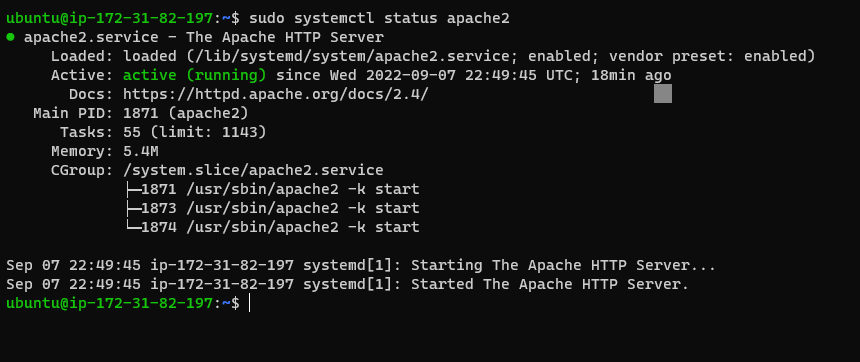 ubuntu@ip-172-31-82-197:~$ sudo systemctl status apache2
● apache2.service - The Apache HTTP Server
     Loaded: loaded (/lib/systemd/system/apache2.service; enabled; vendor preset: enabled)
     Active: active (running) since Wed 2022-09-07 22:49:45 UTC; 18min ago
       Docs: https://httpd.apache.org/docs/2.4/
   Main PID: 1871 (apache2)
      Tasks: 55 (limit: 1143)
     Memory: 5.4M
     CGroup: /system.slice/apache2.service
             ├─1871 /usr/sbin/apache2 -k start
             ├─1873 /usr/sbin/apache2 -k start
             └─1874 /usr/sbin/apache2 -k start

Sep 07 22:49:45 ip-172-31-82-197 systemd[1]: Starting The Apache HTTP Server...
Sep 07 22:49:45 ip-172-31-82-197 systemd[1]: Started The Apache HTTP Server.
ubuntu@ip-172-31-82-197:~$